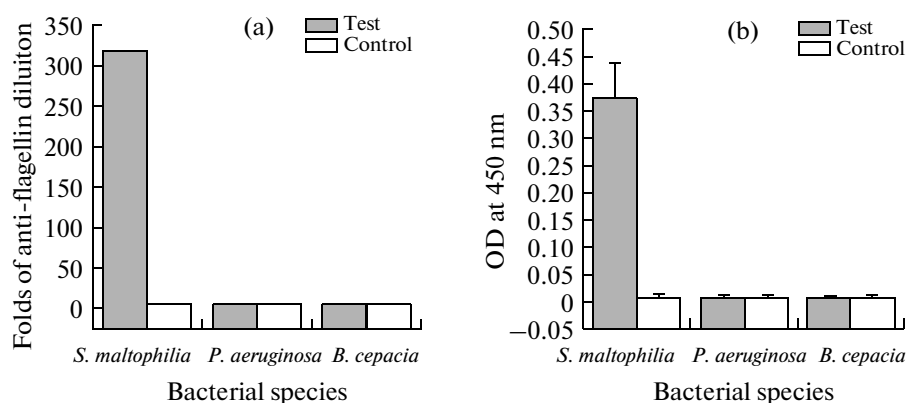 (a)
Test
Control
350
300
250
200
150
100
50
0
Folds of anti-flagellin diluiton
S. maltophilia P. aeruginosa B. cepacia
Bacterial species
(b)
Test
Control
0.50
0.45
0.40
0.35
0.30
0.25
0.20
0.15
0.10
0.05
0
−0.05
OD at 450 nm
S. maltophilia P. aeruginosa B. cepacia
Bacterial species